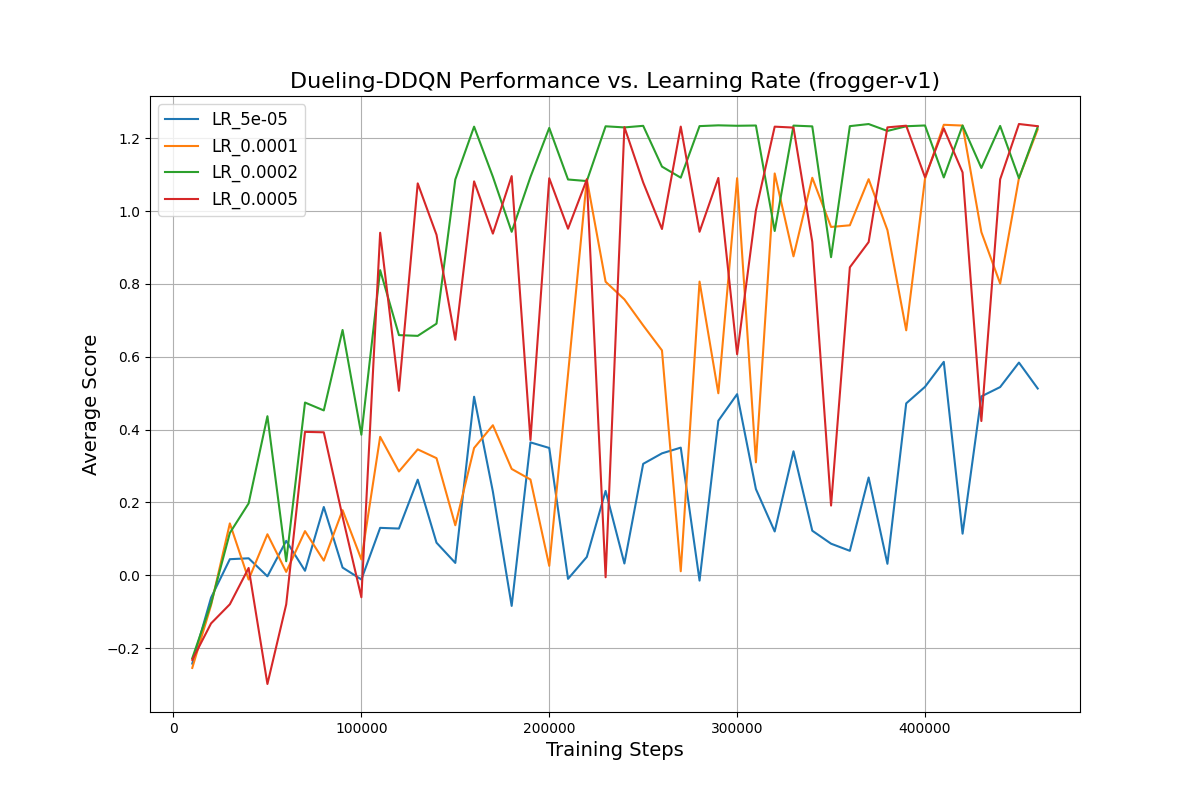 Dueling-DDQN Performance vs. Learning Rate (frogger-v1)
LR_5e-05
LR_0.0001
LR_0.0002
LR_0.0005
Average Score
1.2
1.0
0.8
0.6
0.4
0.2
0.0
−0.2
0
100000
200000
300000
400000
Training Steps